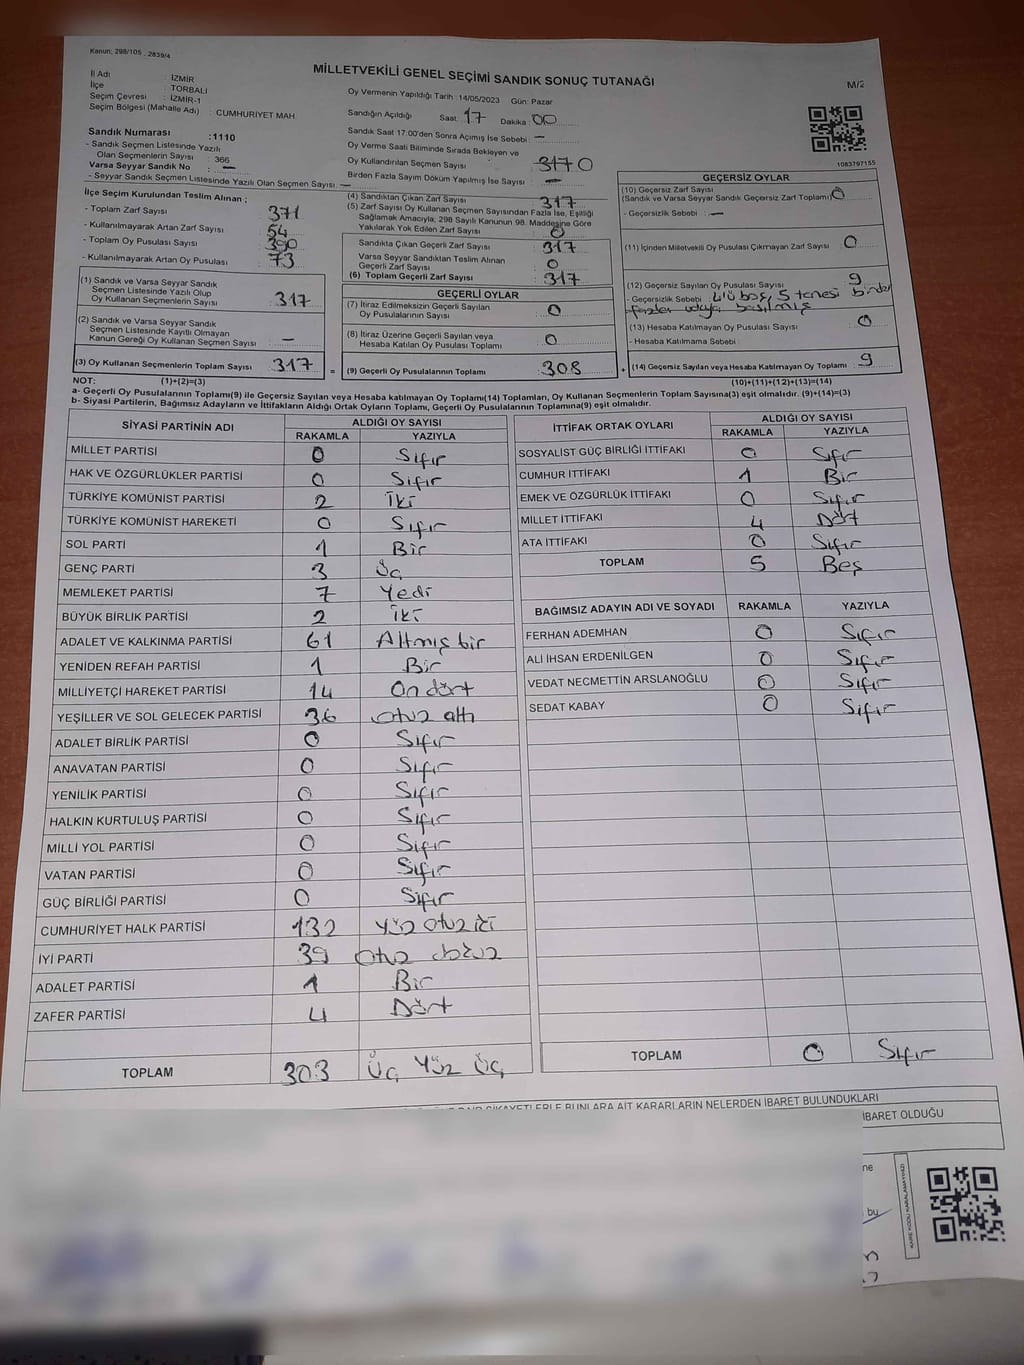 Kanun: 298/105 , 2839/4
MİLLETVEKİLİ GENEL SEÇİMİ SANDIK SONUÇ TUTANAĞI
M/2
İl Adı : İZMİR
İlçe : TORBALI
Seçim Çevresi : İZMİR-1
Seçim Bölgesi (Mahalle Adı) : CUMHURİYET MAH
Oy Vermenin Yapıldığı Tarih : 14/05/2023 Gün: Pazar
Sandığın Açıldığı Saat: 17 Dakika: 00
Sandık Saat 17:00'den Sonra Açılmış İse Sebebi : —
Oy Verme Saati Bitiminde Sırada Bekleyen ve
Oy Kullandırılan Seçmen Sayısı : 3170
Birden Fazla Sayım Döküm Yapılmış İse Sayısı : —
1083797155
Sandık Numarası : 1110
- Sandık Seçmen Listesinde Yazılı
Olan Seçmenlerin Sayısı : 366
Varsa Seyyar Sandık No : —
- Seyyar Sandık Seçmen Listesinde Yazılı Olan Seçmen Sayısı : —
İlçe Seçim Kurulundan Teslim Alınan ;
- Toplam Zarf Sayısı : 371
- Kullanılmayarak Artan Zarf Sayısı : 54
- Toplam Oy Pusulası Sayısı : 390
- Kullanılmayarak Artan Oy Pusulası : 73
(1) Sandık ve Varsa Seyyar Sandık
Seçmen Listesinde Yazılı Olup
Oy Kullanan Seçmenlerin Sayısı : 317
(2) Sandık ve Varsa Seyyar Sandık
Seçmen Listesinde Kayıtlı Olmayan
Kanun Gereği Oy Kullanan Seçmen Sayısı : —
(3) Oy Kullanan Seçmenlerin Toplam Sayısı : 317
(4) Sandıktan Çıkan Zarf Sayısı : 317
(5) Zarf Sayısı Oy Kullanan Seçmen Sayısından Fazla İse, Eşitliği
Sağlamak Amacıyla, 298 Sayılı Kanunun 98. Maddesine Göre
Yakılarak Yok Edilen Zarf Sayısı : 0
Sandıkta Çıkan Geçerli Zarf Sayısı : 317
Varsa Seyyar Sandıktan Teslim Alınan
Geçerli Zarf Sayısı : 0
(6) Toplam Geçerli Zarf Sayısı : 317
GEÇERLİ OYLAR
(7) İtiraz Edilmeksizin Geçerli Sayılan
Oy Pusulalarının Sayısı : 0
(8) İtiraz Üzerine Geçerli Sayılan veya
Hesaba Katılan Oy Pusulası Toplamı : 0
= (9) Geçerli Oy Pusulalarının Toplamı : 308
GEÇERSİZ OYLAR
(10) Geçersiz Zarf Sayısı
(Sandık ve Varsa Seyyar Sandık Geçersiz Zarf Toplamı) : 0
- Geçersizlik Sebebi : —
(11) İçinden Milletvekili Oy Pusulası Çıkmayan Zarf Sayısı : 0
(12) Geçersiz Sayılan Oy Pusulası Sayısı : 9
- Geçersizlik Sebebi : 4'ü boş, 5 tanesi birden
fazla basılmış
(13) Hesaba Katılmayan Oy Pusulası Sayısı : 0
- Hesaba Katılmama Sebebi :
+ (14) Geçersiz Sayılan veya Hesaba Katılmayan Oy Toplamı : 9
NOT: (1)+(2)=(3)
(10)+(11)+(12)+(13)=(14)
a- Geçerli Oy Pusulalarının Toplamı(9) ile Geçersiz Sayılan veya Hesaba katılmayan Oy Toplamı(14) Toplamları, Oy Kullanan Seçmenlerin Toplam Sayısına(3) eşit olmalıdır. (9)+(14)=(3)
b- Siyasi Partilerin, Bağımsız Adayların ve İttifakların Aldığı Ortak Oyların Toplamı, Geçerli Oy Pusulalarının Toplamına(9) eşit olmalıdır.
SİYASİ PARTİNİN ADI ALDIĞI OY SAYISI
RAKAMLA YAZIYLA
MİLLET PARTİSİ 0 Sıfır
HAK VE ÖZGÜRLÜKLER PARTİSİ 0 Sıfır
TÜRKİYE KOMÜNİST PARTİSİ 2 İki
TÜRKİYE KOMÜNİST HAREKETİ 0 Sıfır
SOL PARTİ 1 Bir
GENÇ PARTİ 3 Üç
MEMLEKET PARTİSİ 7 Yedi
BÜYÜK BİRLİK PARTİSİ 2 İki
ADALET VE KALKINMA PARTİSİ 61 Altmış bir
YENİDEN REFAH PARTİSİ 1 Bir
MİLLİYETÇİ HAREKET PARTİSİ 14 On dört
YEŞİLLER VE SOL GELECEK PARTİSİ 36 otuz altı
ADALET BİRLİK PARTİSİ 0 Sıfır
ANAVATAN PARTİSİ 0 Sıfır
YENİLİK PARTİSİ 0 Sıfır
HALKIN KURTULUŞ PARTİSİ 0 Sıfır
MİLLİ YOL PARTİSİ 0 Sıfır
VATAN PARTİSİ 0 Sıfır
GÜÇ BİRLİĞİ PARTİSİ 0 Sıfır
CUMHURİYET HALK PARTİSİ 132 Yüz otuz iki
İYİ PARTİ 39 Otuz dokuz
ADALET PARTİSİ 1 Bir
ZAFER PARTİSİ 4 Dört
TOPLAM 303 Üç Yüz Üç
İTTİFAK ORTAK OYLARI ALDIĞI OY SAYISI
RAKAMLA YAZIYLA
SOSYALİST GÜÇ BİRLİĞİ İTTİFAKI 0 Sıfır
CUMHUR İTTİFAKI 1 Bir
EMEK VE ÖZGÜRLÜK İTTİFAKI 0 Sıfır
MİLLET İTTİFAKI 4 Dört
ATA İTTİFAKI 0 Sıfır
TOPLAM 5 Beş
BAĞIMSIZ ADAYIN ADI VE SOYADI RAKAMLA YAZIYLA
FERHAN ADEMHAN 0 Sıfır
ALİ İHSAN ERDENİLGEN 0 Sıfır
VEDAT NECMETTİN ARSLANOĞLU 0 Sıfır
SEDAT KABAY 0 Sıfır
TOPLAM 0 Sıfır
ŞİKAYETLERLE BUNLARA AİT KARARLARIN NELERDEN İBARET BULUNDUKLARI
İBARET OLDUĞU
ne
bu
KARE KODU KARALAMAYINIZ!